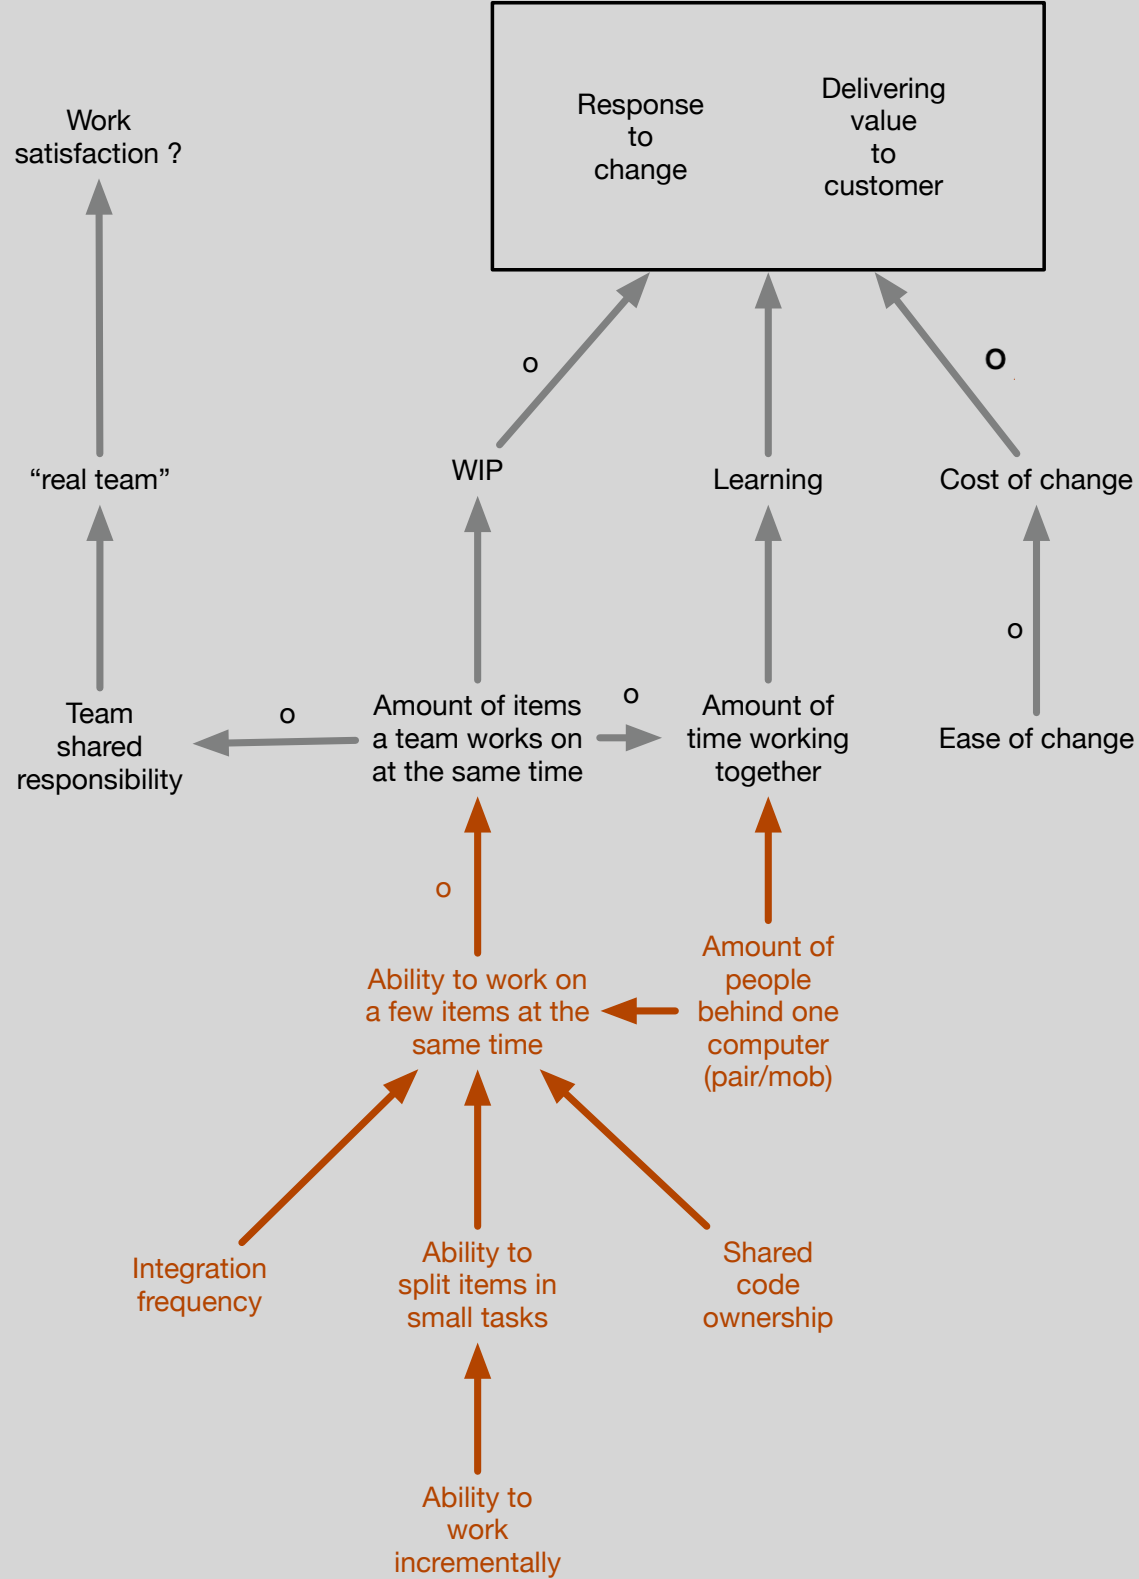 Response
to
change
Delivering
value
to
customer
Work
satisfaction ?
o
o
“real team”
WIP
Learning
Cost of change
o
Team
shared
responsibility
o
Amount of items
a team works on
at the same time
o
Amount of
time working
together
Ease of change
o
Ability to work on
a few items at the
same time
Amount of
people
behind one
computer
(pair/mob)
Integration
frequency
Ability to
split items in
small tasks
Shared
code
ownership
Ability to
work
incrementally